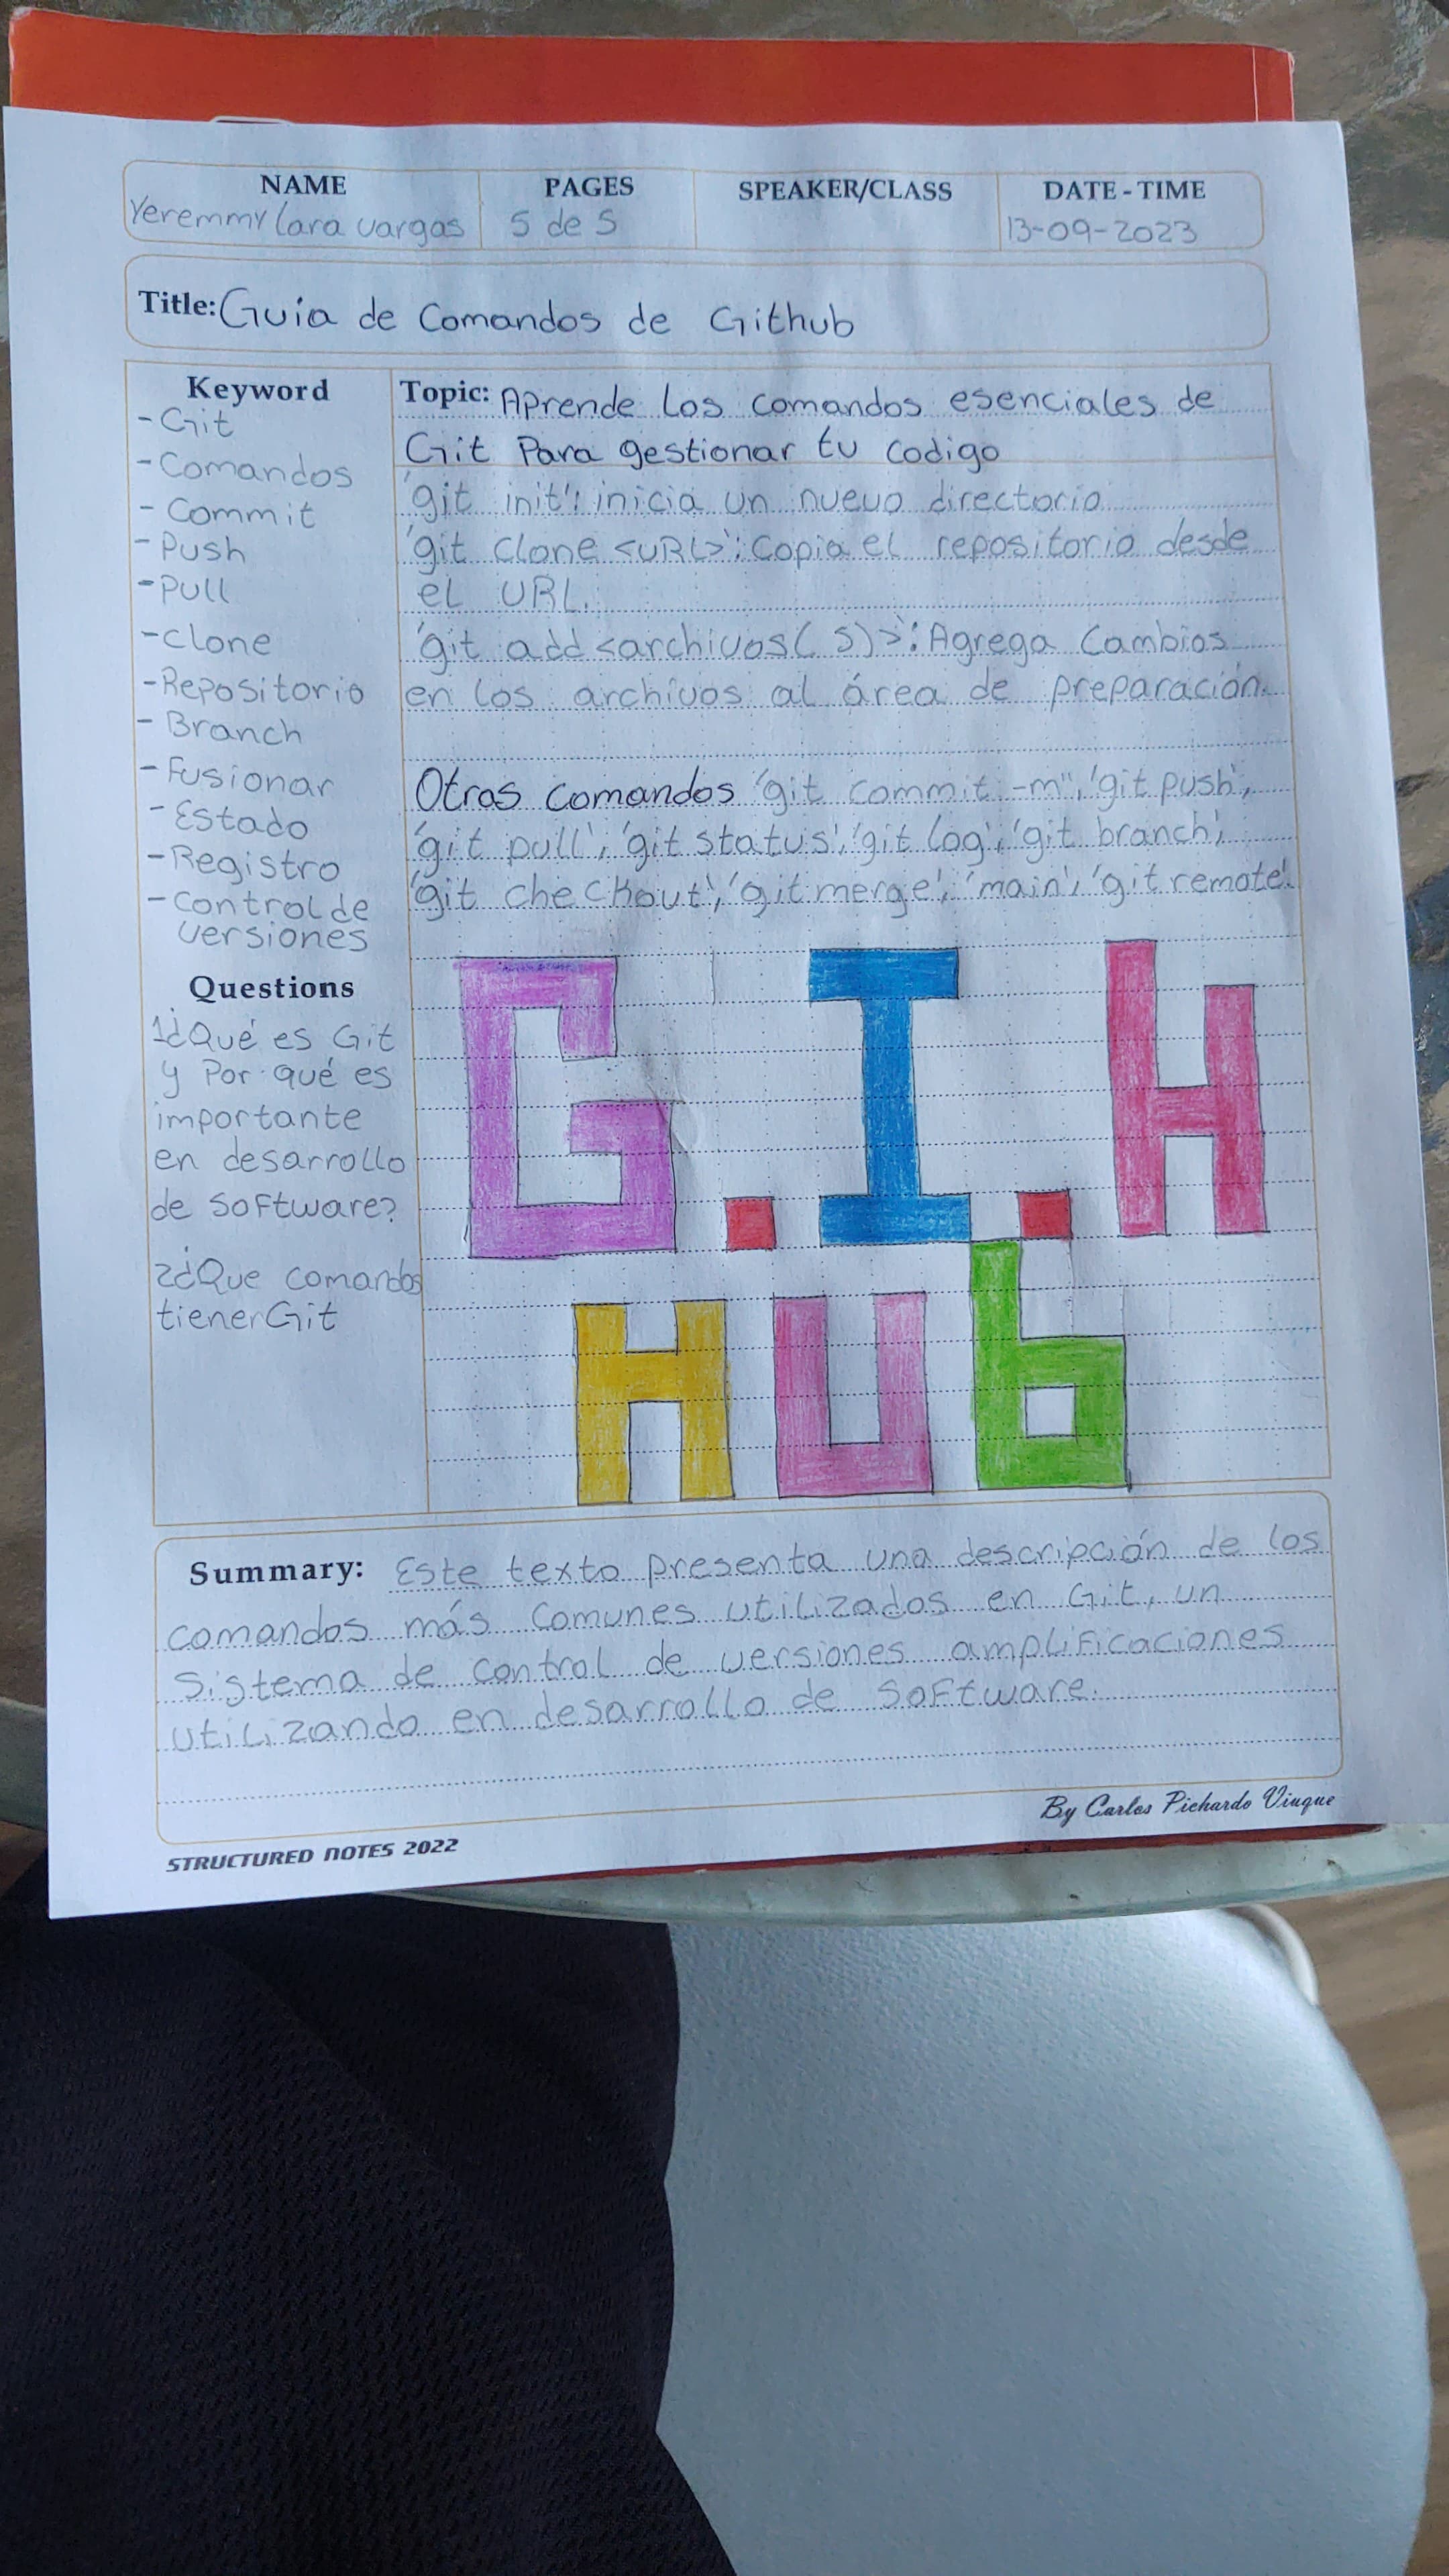 NAME PAGES SPEAKER/CLASS DATE-TIME
Yeremmy lara vargas 5 de 5 13-09-2023
Title: Guia de Comandos de Github
Keyword
-Git
-Comandos
-Commit
-Push
-Pull
-clone
-Repositorio
-Branch
-Fusionar
-Estado
-Registro
-Control de
versiones
Questions
1¿Qué es Git
y Por qué es
importante
en desarrollo
de software?
2¿Que comandos
tiener Git
Topic: Aprende los comandos esenciales de
Git Para gestionar tu codigo
'git init': inicia un nuevo directorio
'git clone <URL>': Copia el repositorio desde
el URL.
'git add <archivos(s)>': Agrega Cambios
en los archivos al área de preparación.
Otros comandos 'git commit -m'', 'git push',
'git pull', 'git status', 'git log', 'git branch',
'git checkout', 'git merge', 'main', 'git remote'.
G.I.H
HUb
Summary: Este texto presenta una descripción de los
comandos más comunes utilizados en Git, un
sistema de control de versiones amplificaciones
utilizando en desarrollo de software.
STRUCTURED NOTES 2022
By Carlos Pichardo Viuque